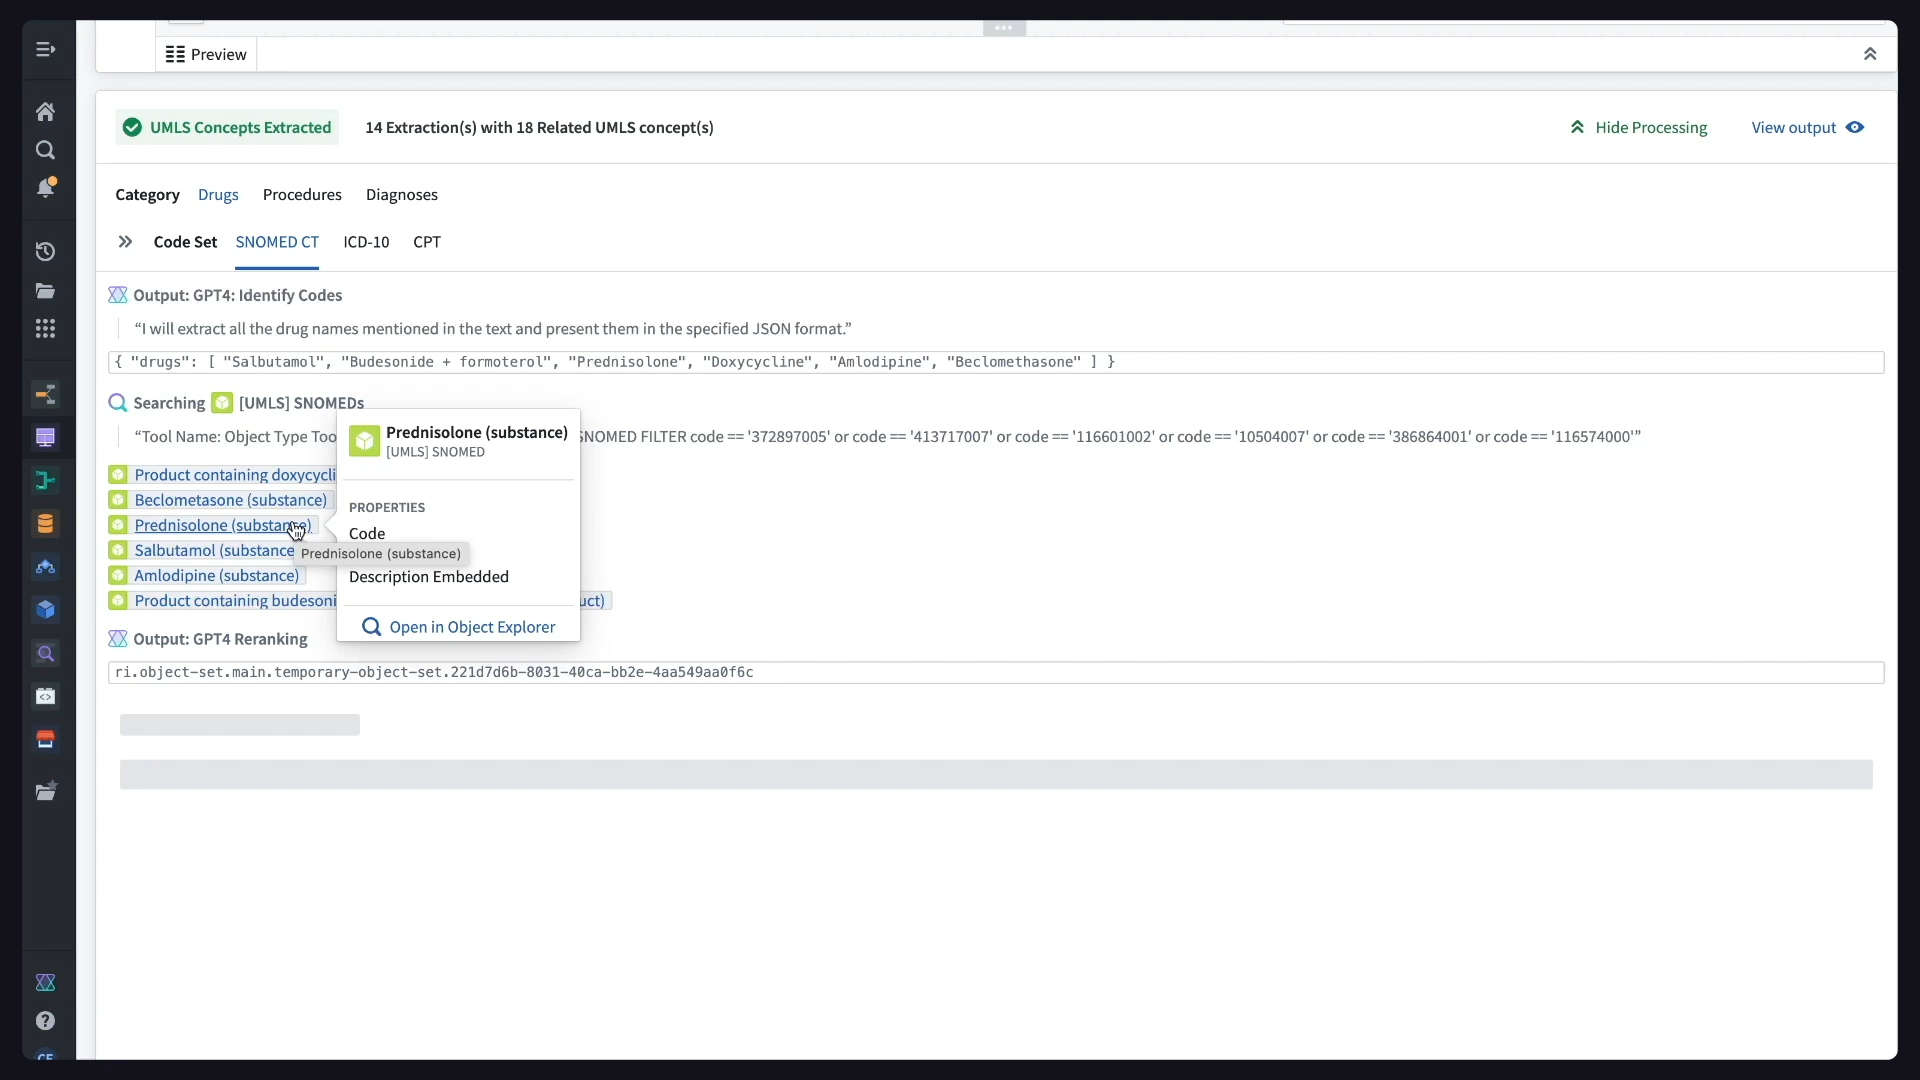 Preview
UMLS Concepts Extracted 14 Extraction(s) with 18 Related UMLS concept(s) Hide Processing View output
Category Drugs Procedures Diagnoses
Code Set SNOMED CT ICD-10 CPT
Output: GPT4: Identify Codes
“I will extract all the drug names mentioned in the text and present them in the specified JSON format.”
{ "drugs": [ "Salbutamol", "Budesonide + formoterol", "Prednisolone", "Doxycycline", "Amlodipine", "Beclomethasone" ] }
Searching [UMLS] SNOMEDs
“Tool Name: Object Type Too SNOMED FILTER code == '372897005' or code == '413717007' or code == '116601002' or code == '10504007' or code == '386864001' or code == '116574000'”
Product containing doxycycli
Beclometasone (substance)
Prednisolone (substance)
Salbutamol (substance
Amlodipine (substance)
Product containing budesoni uct)
Prednisolone (substance)
[UMLS] SNOMED
PROPERTIES
Code
Prednisolone (substance)
Description Embedded
Open in Object Explorer
Output: GPT4 Reranking
ri.object-set.main.temporary-object-set.221d7d6b-8031-40ca-bb2e-4aa549aa0f6c